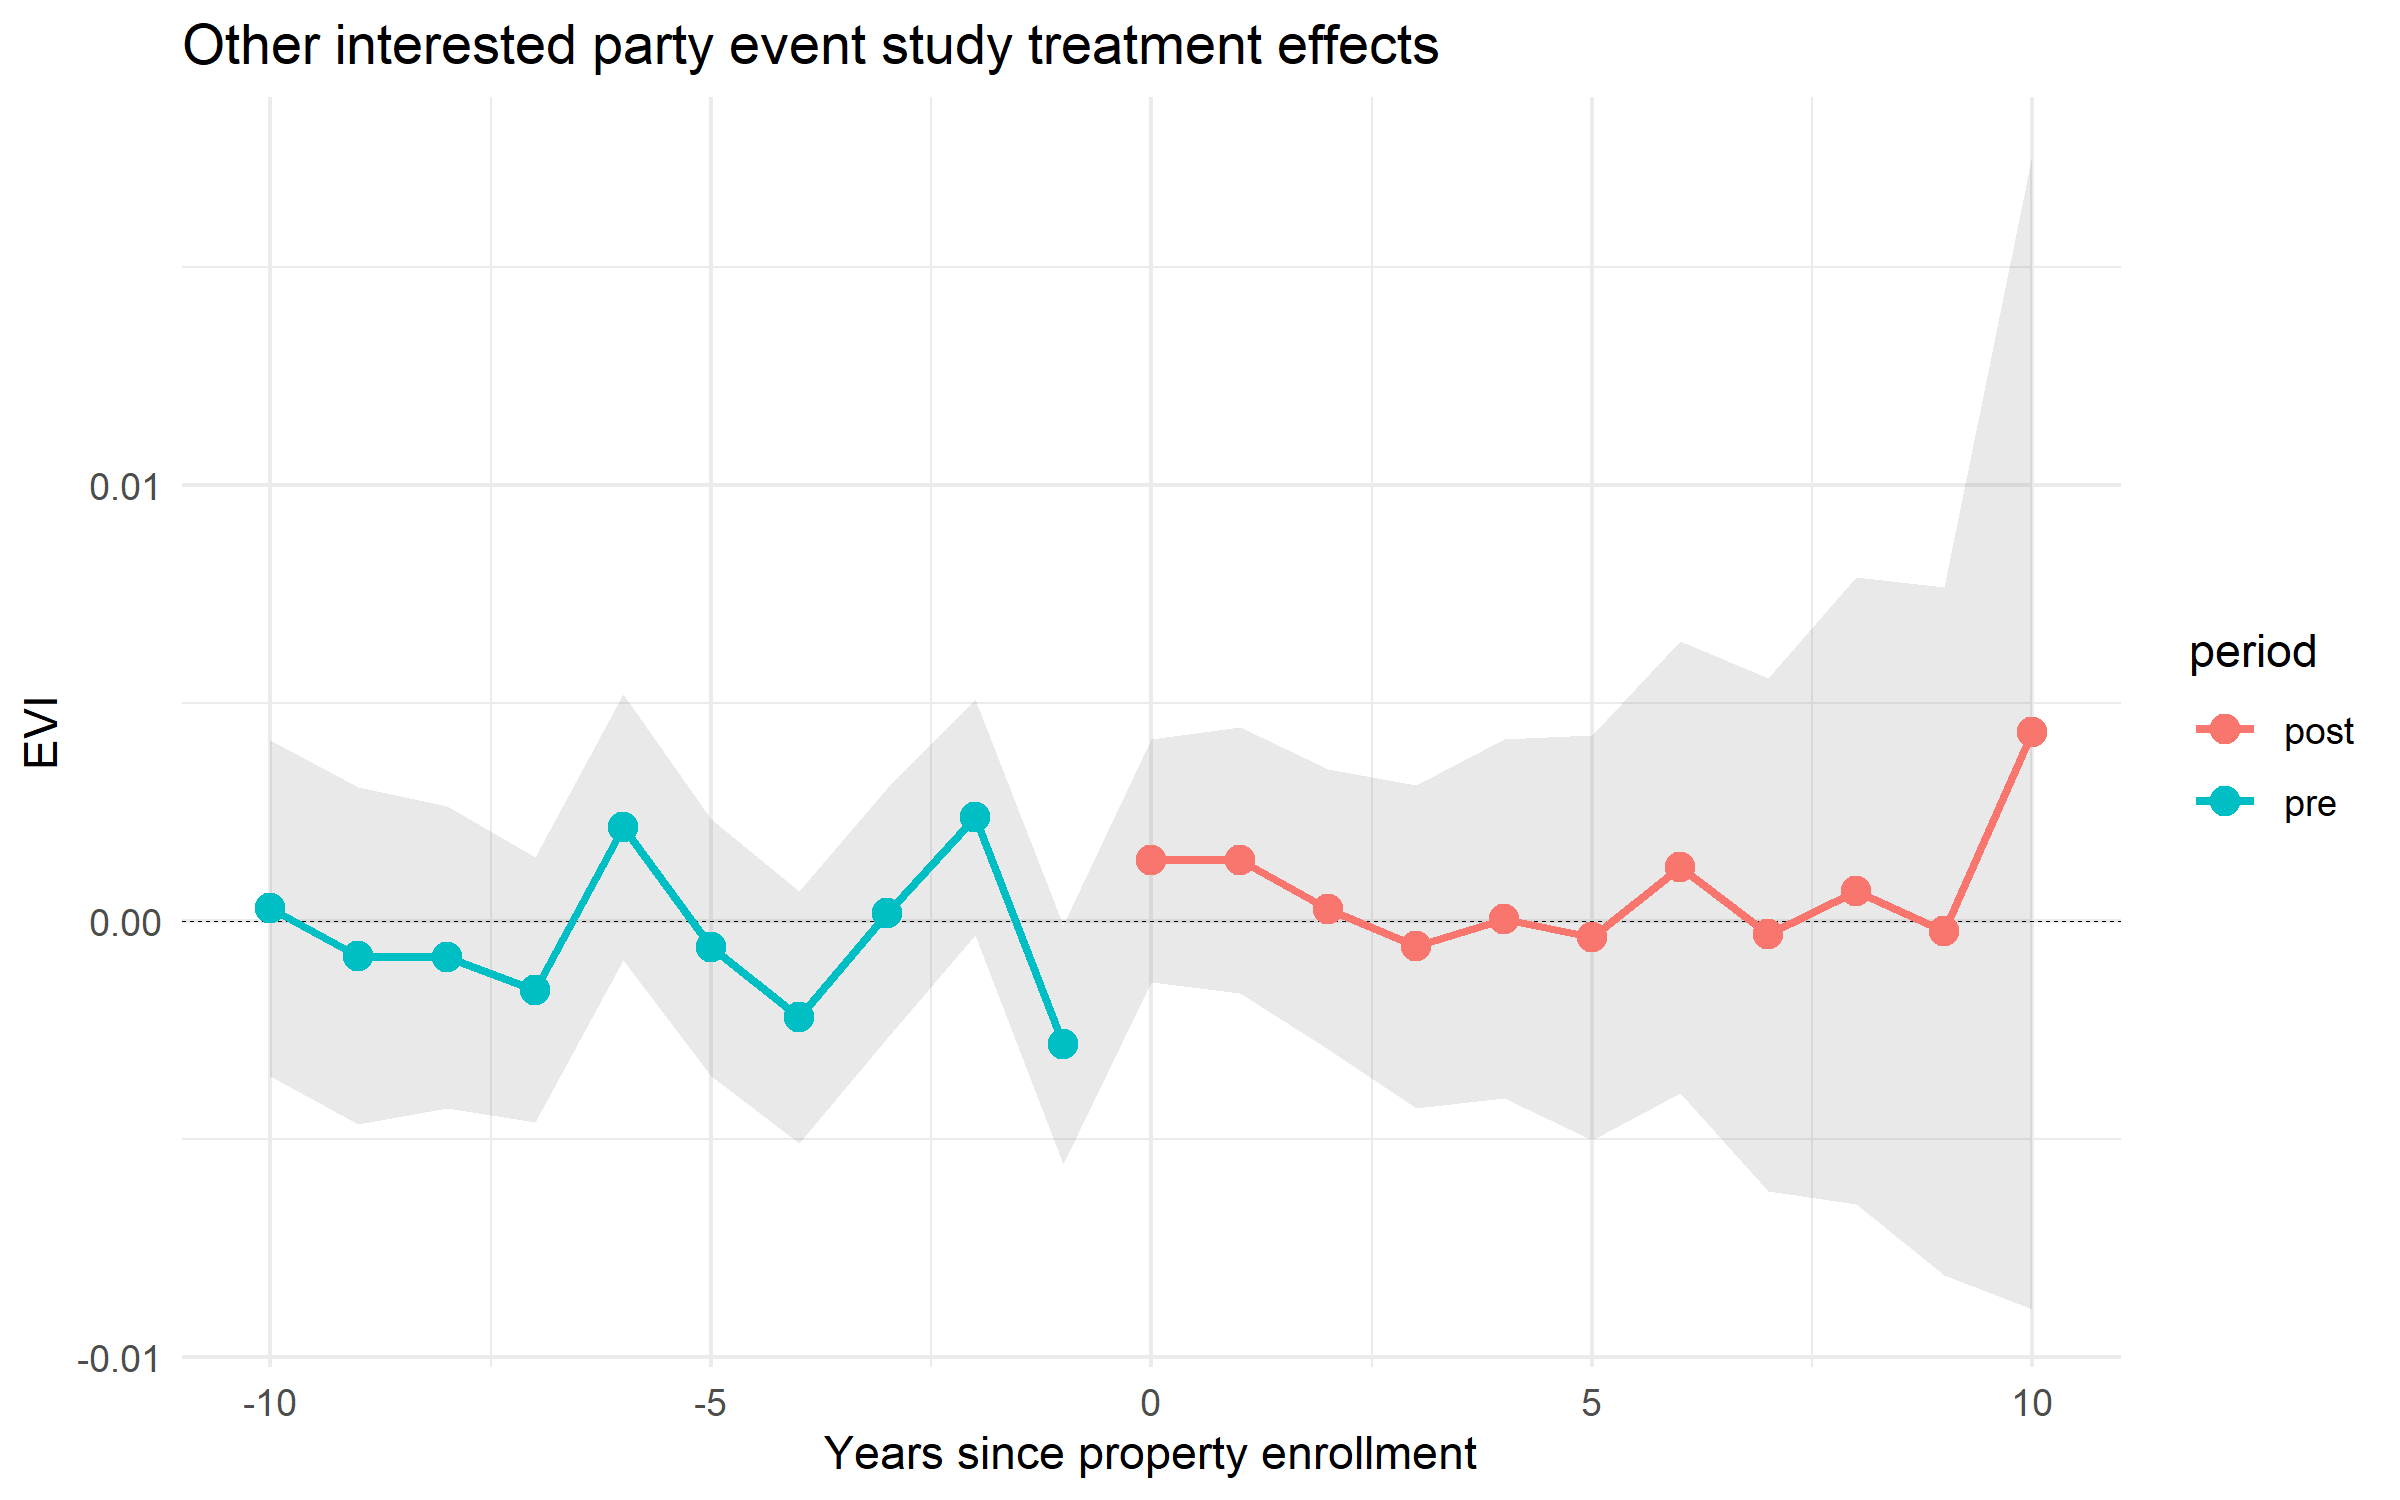 Other interested party event study treatment effects
EVI
0.01
0.00
-0.01
-10
-5
0
5
10
Years since property enrollment
period
post
pre